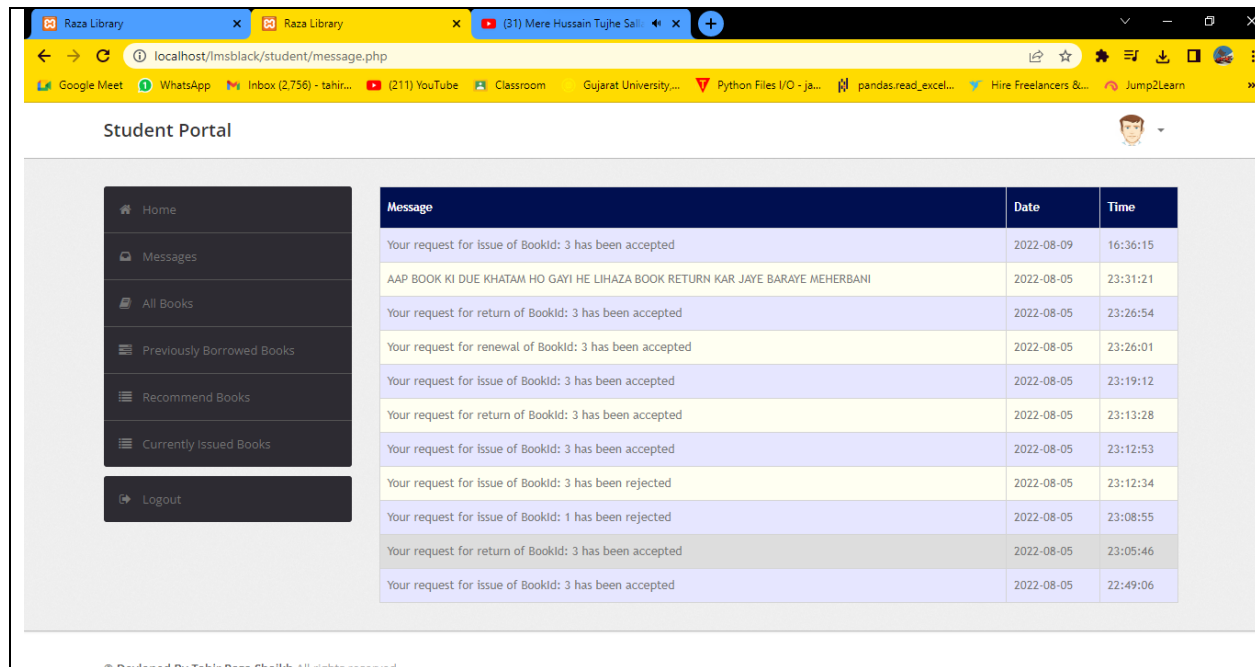 Raza Library
Raza Library
(31) Mere Hussain Tujhe Sal
localhost/lmsblack/student/message.php
Google Meet WhatsApp Inbox (2,756) - tahir... (211) YouTube Classroom Gujarat University,... Python Files I/O - ja... pandas.read_excel... Hire Freelancers &... Jump2Learn »
Student Portal
Home
Messages
All Books
Previously Borrowed Books
Recommend Books
Currently Issued Books
Logout
Message Date Time
Your request for issue of BookId: 3 has been accepted 2022-08-09 16:36:15
AAP BOOK KI DUE KHATAM HO GAYI HE LIHAZA BOOK RETURN KAR JAYE BARAYE MEHERBANI 2022-08-05 23:31:21
Your request for return of BookId: 3 has been accepted 2022-08-05 23:26:54
Your request for renewal of BookId: 3 has been accepted 2022-08-05 23:26:01
Your request for issue of BookId: 3 has been accepted 2022-08-05 23:19:12
Your request for return of BookId: 3 has been accepted 2022-08-05 23:13:28
Your request for issue of BookId: 3 has been accepted 2022-08-05 23:12:53
Your request for issue of BookId: 3 has been rejected 2022-08-05 23:12:34
Your request for issue of BookId: 1 has been rejected 2022-08-05 23:08:55
Your request for return of BookId: 3 has been accepted 2022-08-05 23:05:46
Your request for issue of BookId: 3 has been accepted 2022-08-05 22:49:06
© Devloped By Tahir Raza Shaikh All rights reserved